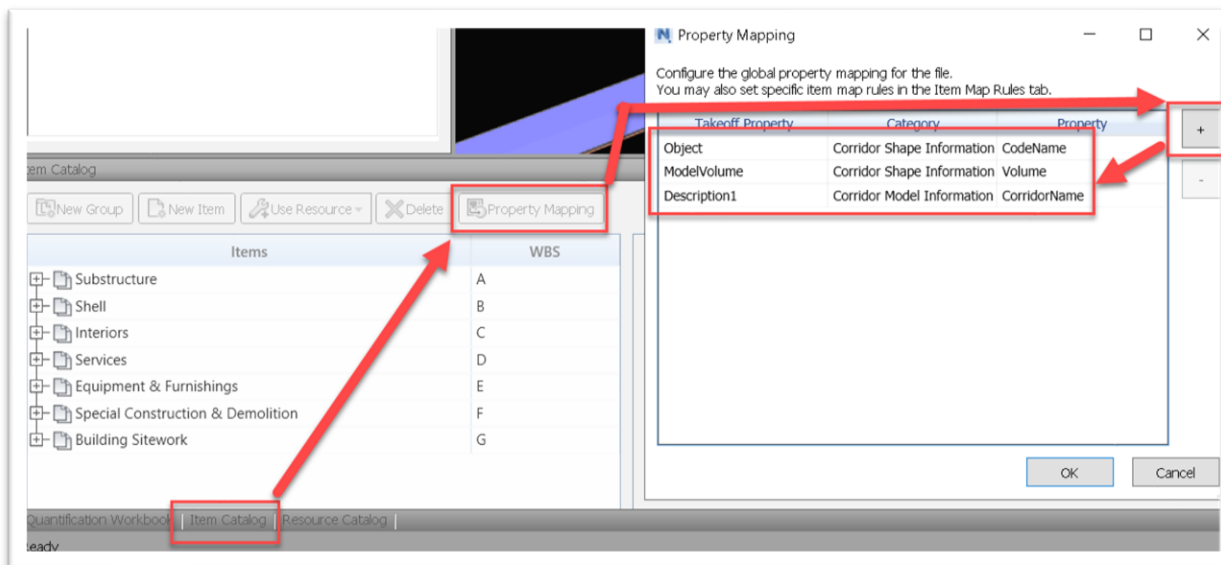 Property Mapping
Configure the global property mapping for the file.
You may also set specific item map rules in the Item Map Rules tab.
Takeoff Property Category Property
Object Corridor Shape Information CodeName
ModelVolume Corridor Shape Information Volume
Description1 Corridor Model Information CorridorName
+
-
OK Cancel
tem Catalog
New Group New Item Use Resource Delete Property Mapping
Items WBS
Substructure A
Shell B
Interiors C
Services D
Equipment & Furnishings E
Special Construction & Demolition F
Building Sitework G
Quantification Workbook | Item Catalog | Resource Catalog |
eady